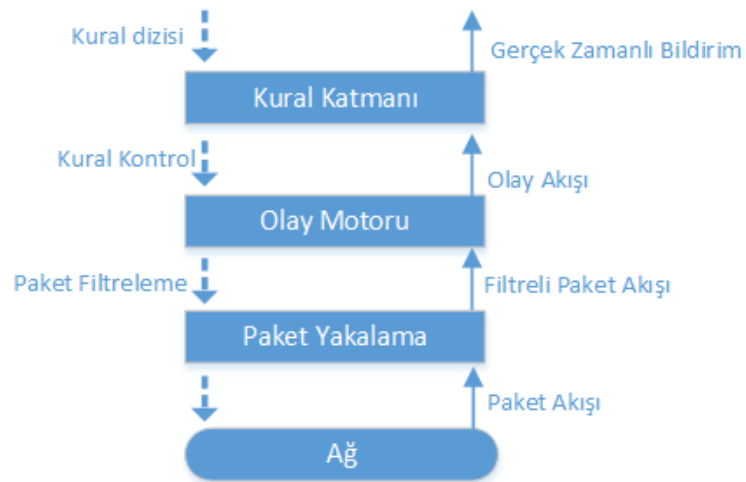 Kural dizisi
Gerçek Zamanlı Bildirim
Kural Katmanı
Kural Kontrol
Olay Akışı
Olay Motoru
Paket Filtreleme
Filtreli Paket Akışı
Paket Yakalama
Paket Akışı
Ağ